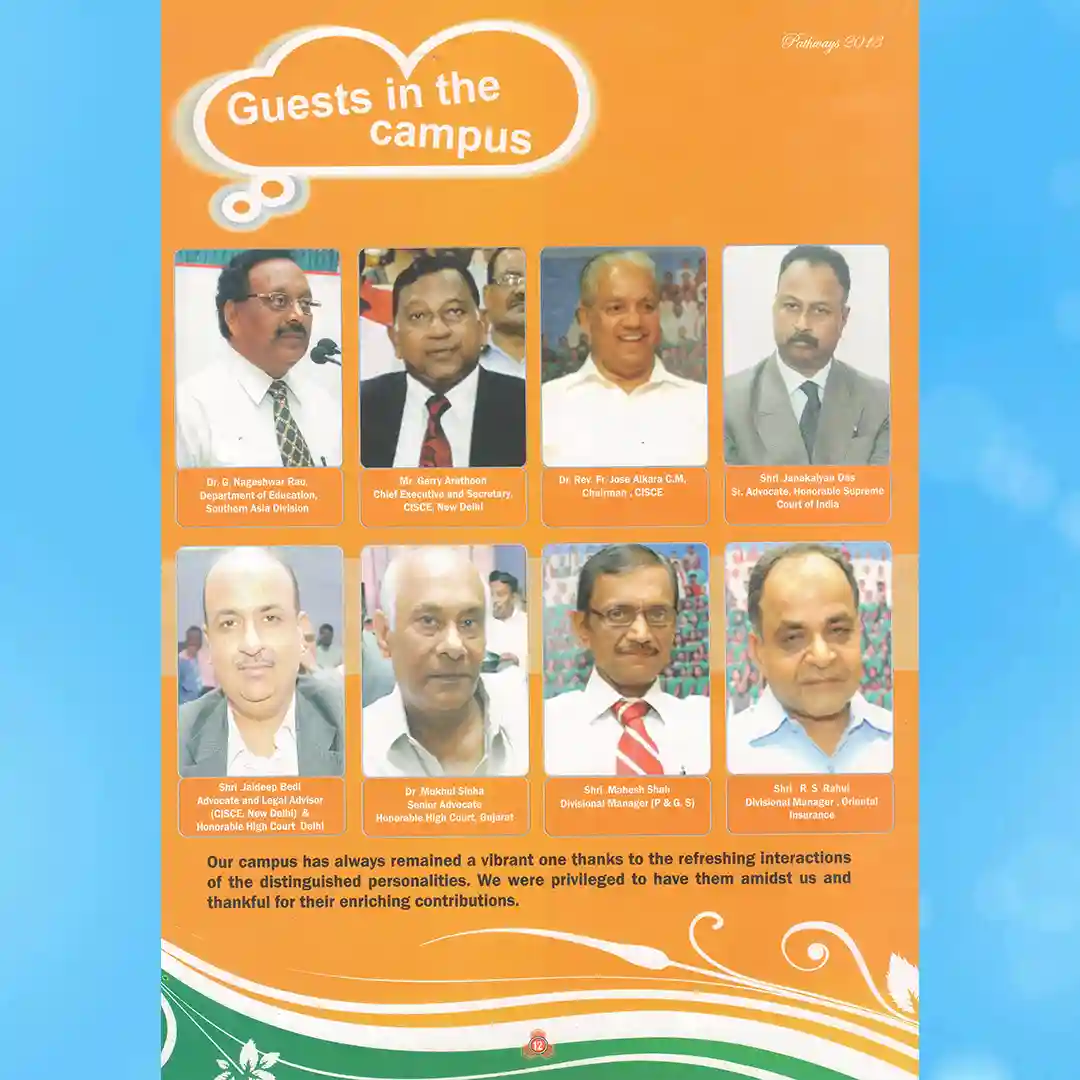 Pathways 2013
Guests in the
campus
Dr. G. Nageshwar Rao,
Department of Education,
Southern Asia Division
Mr. Gerry Arathoon
Chief Executive and Secretary,
CISCE, New Delhi
Dr. Rev. Fr. Jose Aikara C.M,
Chairman , CISCE
Shri Janakalyan Das
Sr. Advocate, Honorable Supreme
Court of India
Shri Jaideep Bedi
Advocate and Legal Advisor
(CISCE, New Delhi) &
Honorable High Court Delhi
Dr Mukhul Sinha
Senior Advocate
Honorable High Court, Gujarat
Shri Mahesh Shah
Divisional Manager (P & G. S)
Shri R S Rahul
Divisional Manager , Oriental
Insurance
Our campus has always remained a vibrant one thanks to the refreshing interactions
of the distinguished personalities. We were privileged to have them amidst us and
thankful for their enriching contributions.
12